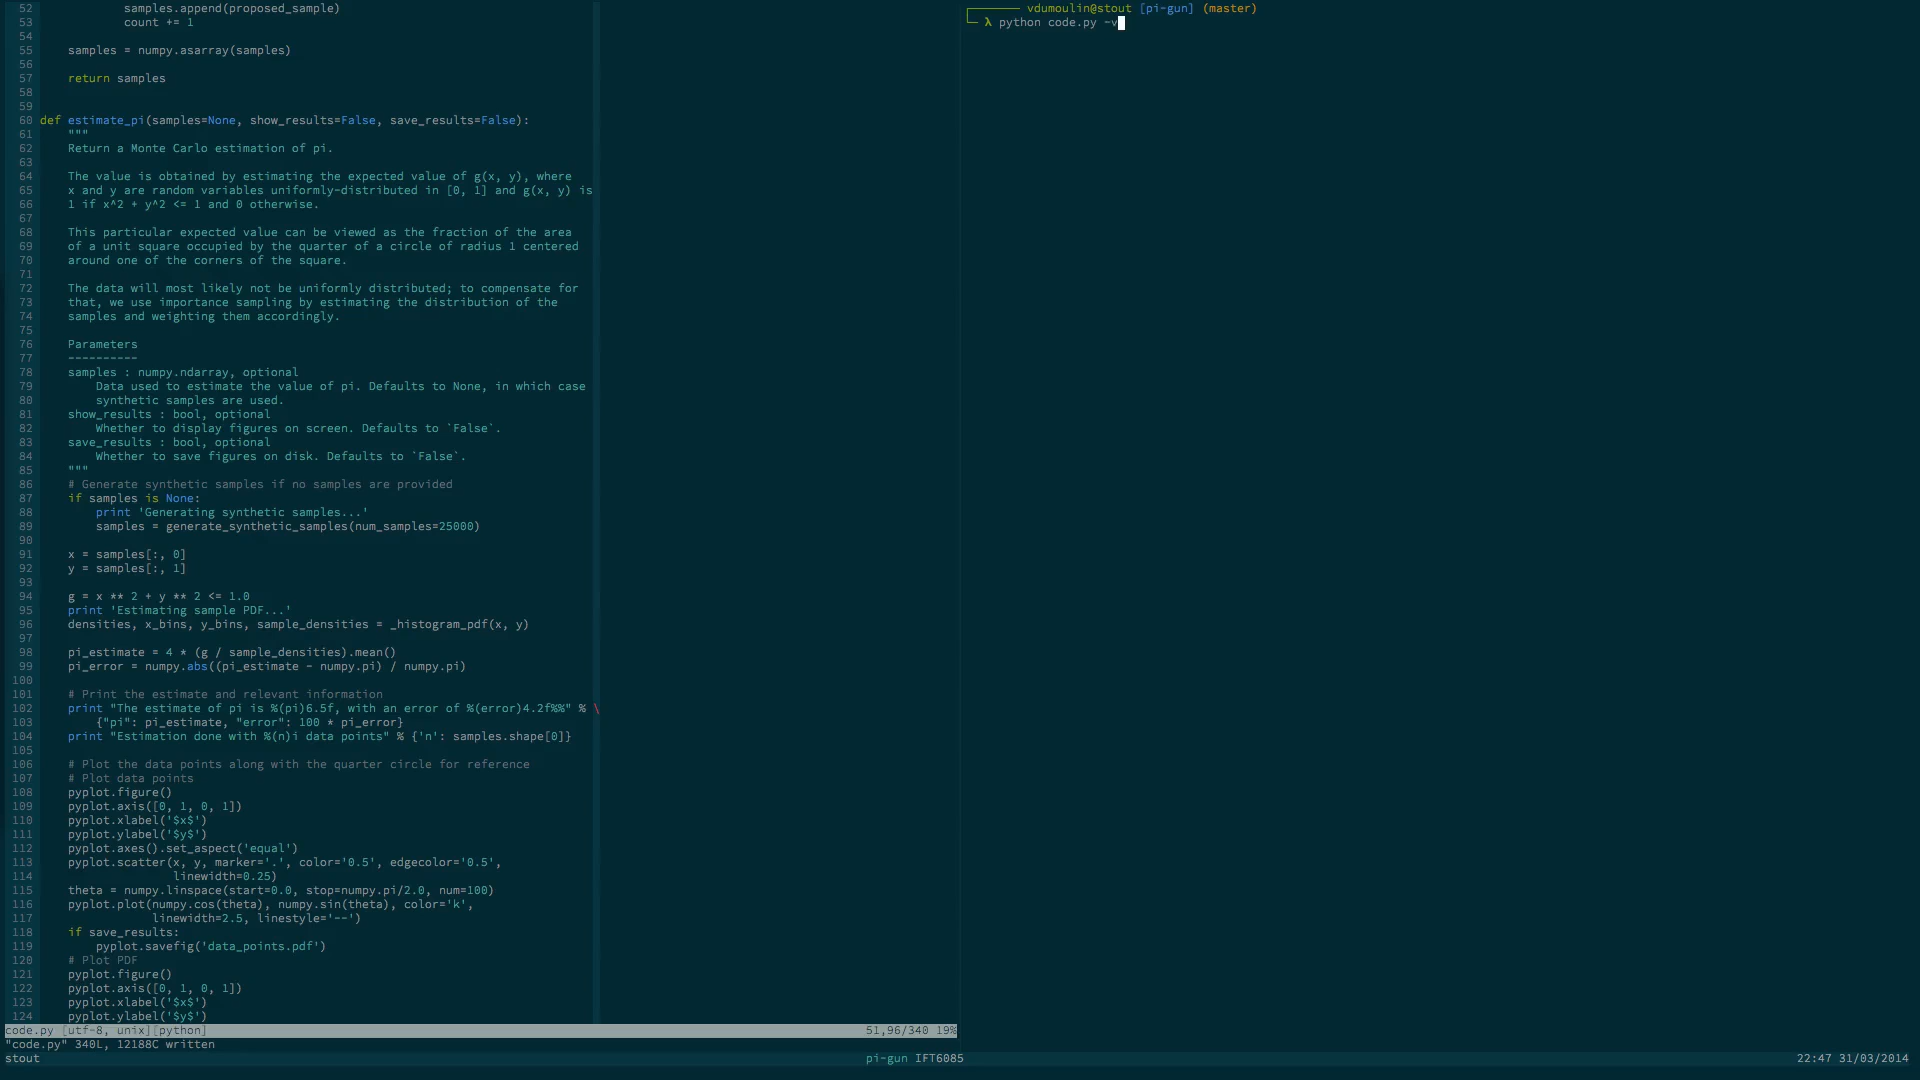 52             samples.append(proposed_sample)
53             count += 1
54
55     samples = numpy.asarray(samples)
56
57     return samples
58
59
60 def estimate_pi(samples=None, show_results=False, save_results=False):
61     """
62     Return a Monte Carlo estimation of pi.
63
64     The value is obtained by estimating the expected value of g(x, y), where
65     x and y are random variables uniformly-distributed in [0, 1] and g(x, y) is
66     1 if x^2 + y^2 <= 1 and 0 otherwise.
67
68     This particular expected value can be viewed as the fraction of the area
69     of a unit square occupied by the quarter of a circle of radius 1 centered
70     around one of the corners of the square.
71
72     The data will most likely not be uniformly distributed; to compensate for
73     that, we use importance sampling by estimating the distribution of the
74     samples and weighting them accordingly.
75
76     Parameters
77     ----------
78     samples : numpy.ndarray, optional
79         Data used to estimate the value of pi. Defaults to None, in which case
80         synthetic samples are used.
81     show_results : bool, optional
82         Whether to display figures on screen. Defaults to `False`.
83     save_results : bool, optional
84         Whether to save figures on disk. Defaults to `False`.
85     """
86     # Generate synthetic samples if no samples are provided
87     if samples is None:
88         print 'Generating synthetic samples...'
89         samples = generate_synthetic_samples(num_samples=25000)
90
91     x = samples[:, 0]
92     y = samples[:, 1]
93
94     g = x ** 2 + y ** 2 <= 1.0
95     print 'Estimating sample PDF...'
96     densities, x_bins, y_bins, sample_densities = _histogram_pdf(x, y)
97
98     pi_estimate = 4 * (g / sample_densities).mean()
99     pi_error = numpy.abs((pi_estimate - numpy.pi) / numpy.pi)
100
101     # Print the estimate and relevant information
102     print "The estimate of pi is %(pi)6.5f, with an error of %(error)4.2f%%" % \
103         {"pi": pi_estimate, "error": 100 * pi_error}
104     print "Estimation done with %(n)i data points" % {'n': samples.shape[0]}
105
106     # Plot the data points along with the quarter circle for reference
107     # Plot data points
108     pyplot.figure()
109     pyplot.axis([0, 1, 0, 1])
110     pyplot.xlabel('$x$')
111     pyplot.ylabel('$y$')
112     pyplot.axes().set_aspect('equal')
113     pyplot.scatter(x, y, marker='.', color='0.5', edgecolor='0.5',
114                    linewidth=0.25)
115     theta = numpy.linspace(start=0.0, stop=numpy.pi/2.0, num=100)
116     pyplot.plot(numpy.cos(theta), numpy.sin(theta), color='k',
117                 linewidth=2.5, linestyle='--')
118     if save_results:
119         pyplot.savefig('data_points.pdf')
120     # Plot PDF
121     pyplot.figure()
122     pyplot.axis([0, 1, 0, 1])
123     pyplot.xlabel('$x$')
124     pyplot.ylabel('$y$')
code.py [utf-8, unix][python] 51,96/340 19%
"code.py" 340L, 12188C written
vdumoulin@stout [pi-gun] (master)
λ python code.py -v
stout pi-gun IFT6085 22:47 31/03/2014